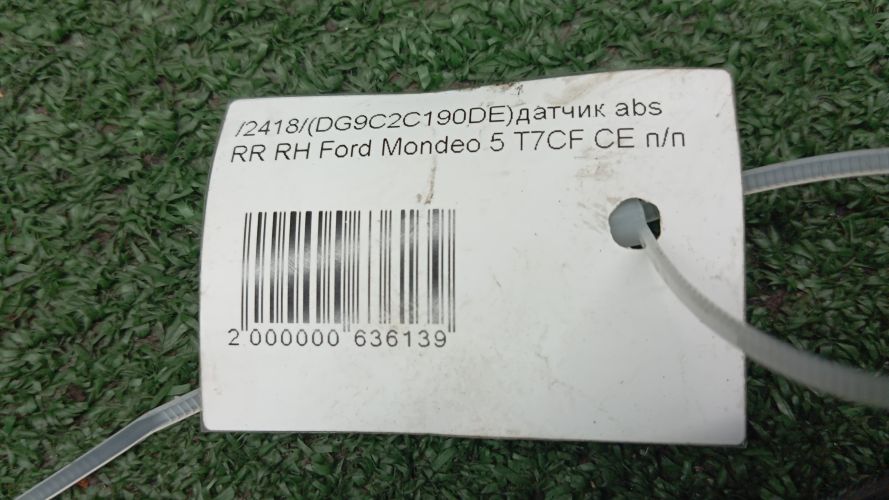 /2418/(DG9C2C190DE)датчик abs
RR RH Ford Mondeo 5 T7CF CE п/п
2 000000 636139